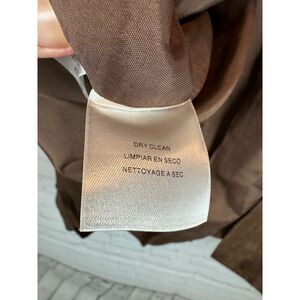 DRY CLEAN
LIMPIAR EN SECO
NETTOYAGE A SEC